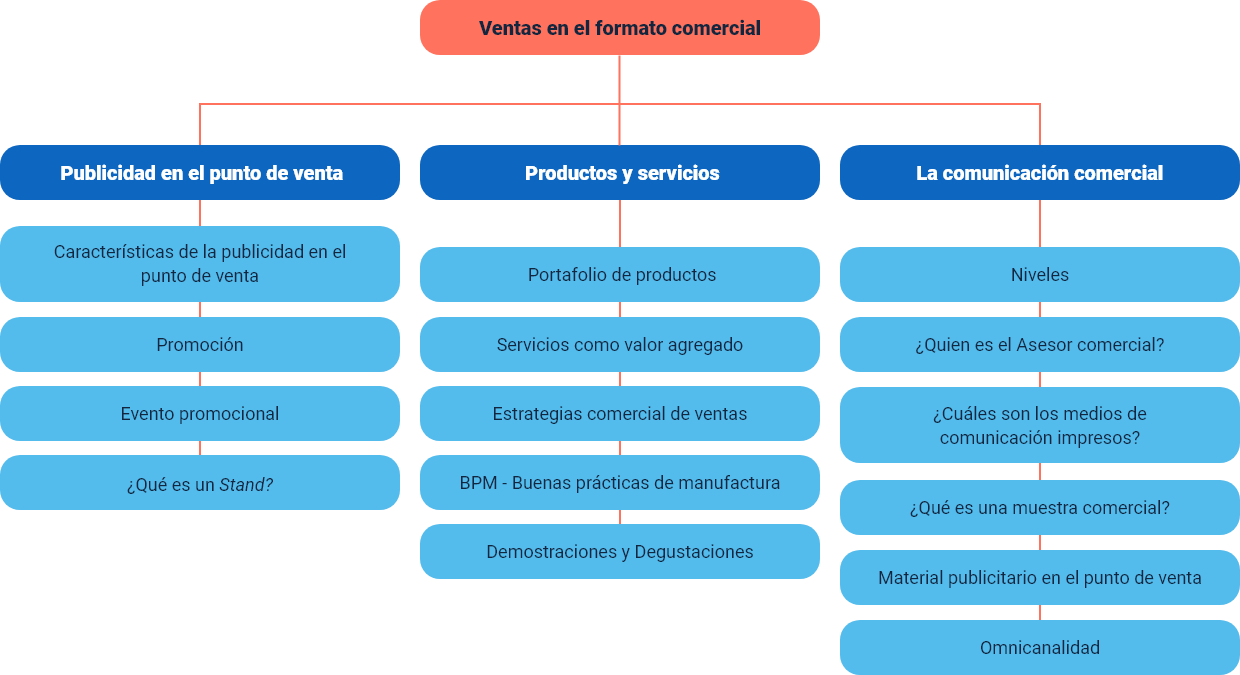 Ventas en el formato comercial
Publicidad en el punto de venta
Características de la publicidad en el
punto de venta
Promoción
Evento promocional
¿Qué es un Stand?
Productos y servicios
Portafolio de productos
Servicios como valor agregado
Estrategias comercial de ventas
BPM - Buenas prácticas de manufactura
Demostraciones y Degustaciones
La comunicación comercial
Niveles
¿Quien es el Asesor comercial?
¿Cuáles son los medios de
comunicación impresos?
¿Qué es una muestra comercial?
Material publicitario en el punto de venta
Omnicanalidad